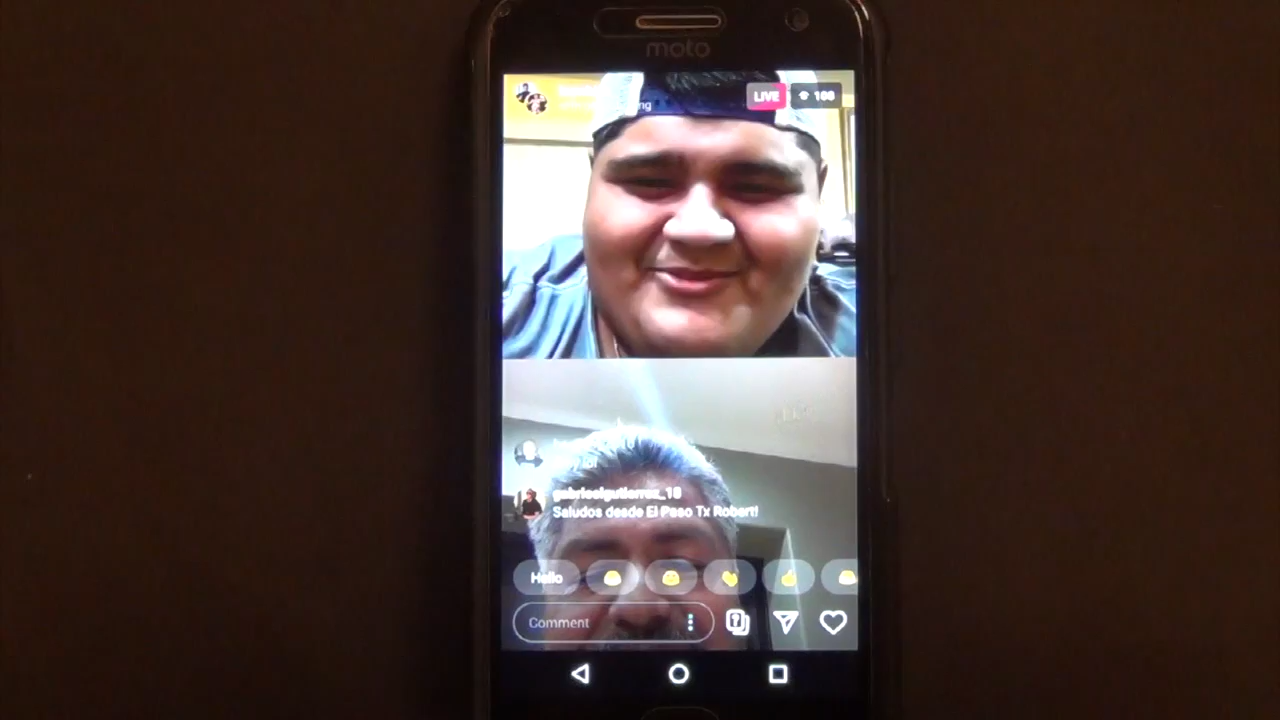 moto
LIVE
188
gabrielgutierrez_18
Saludos desde El Paso Tx Robert!
Hello
Comment